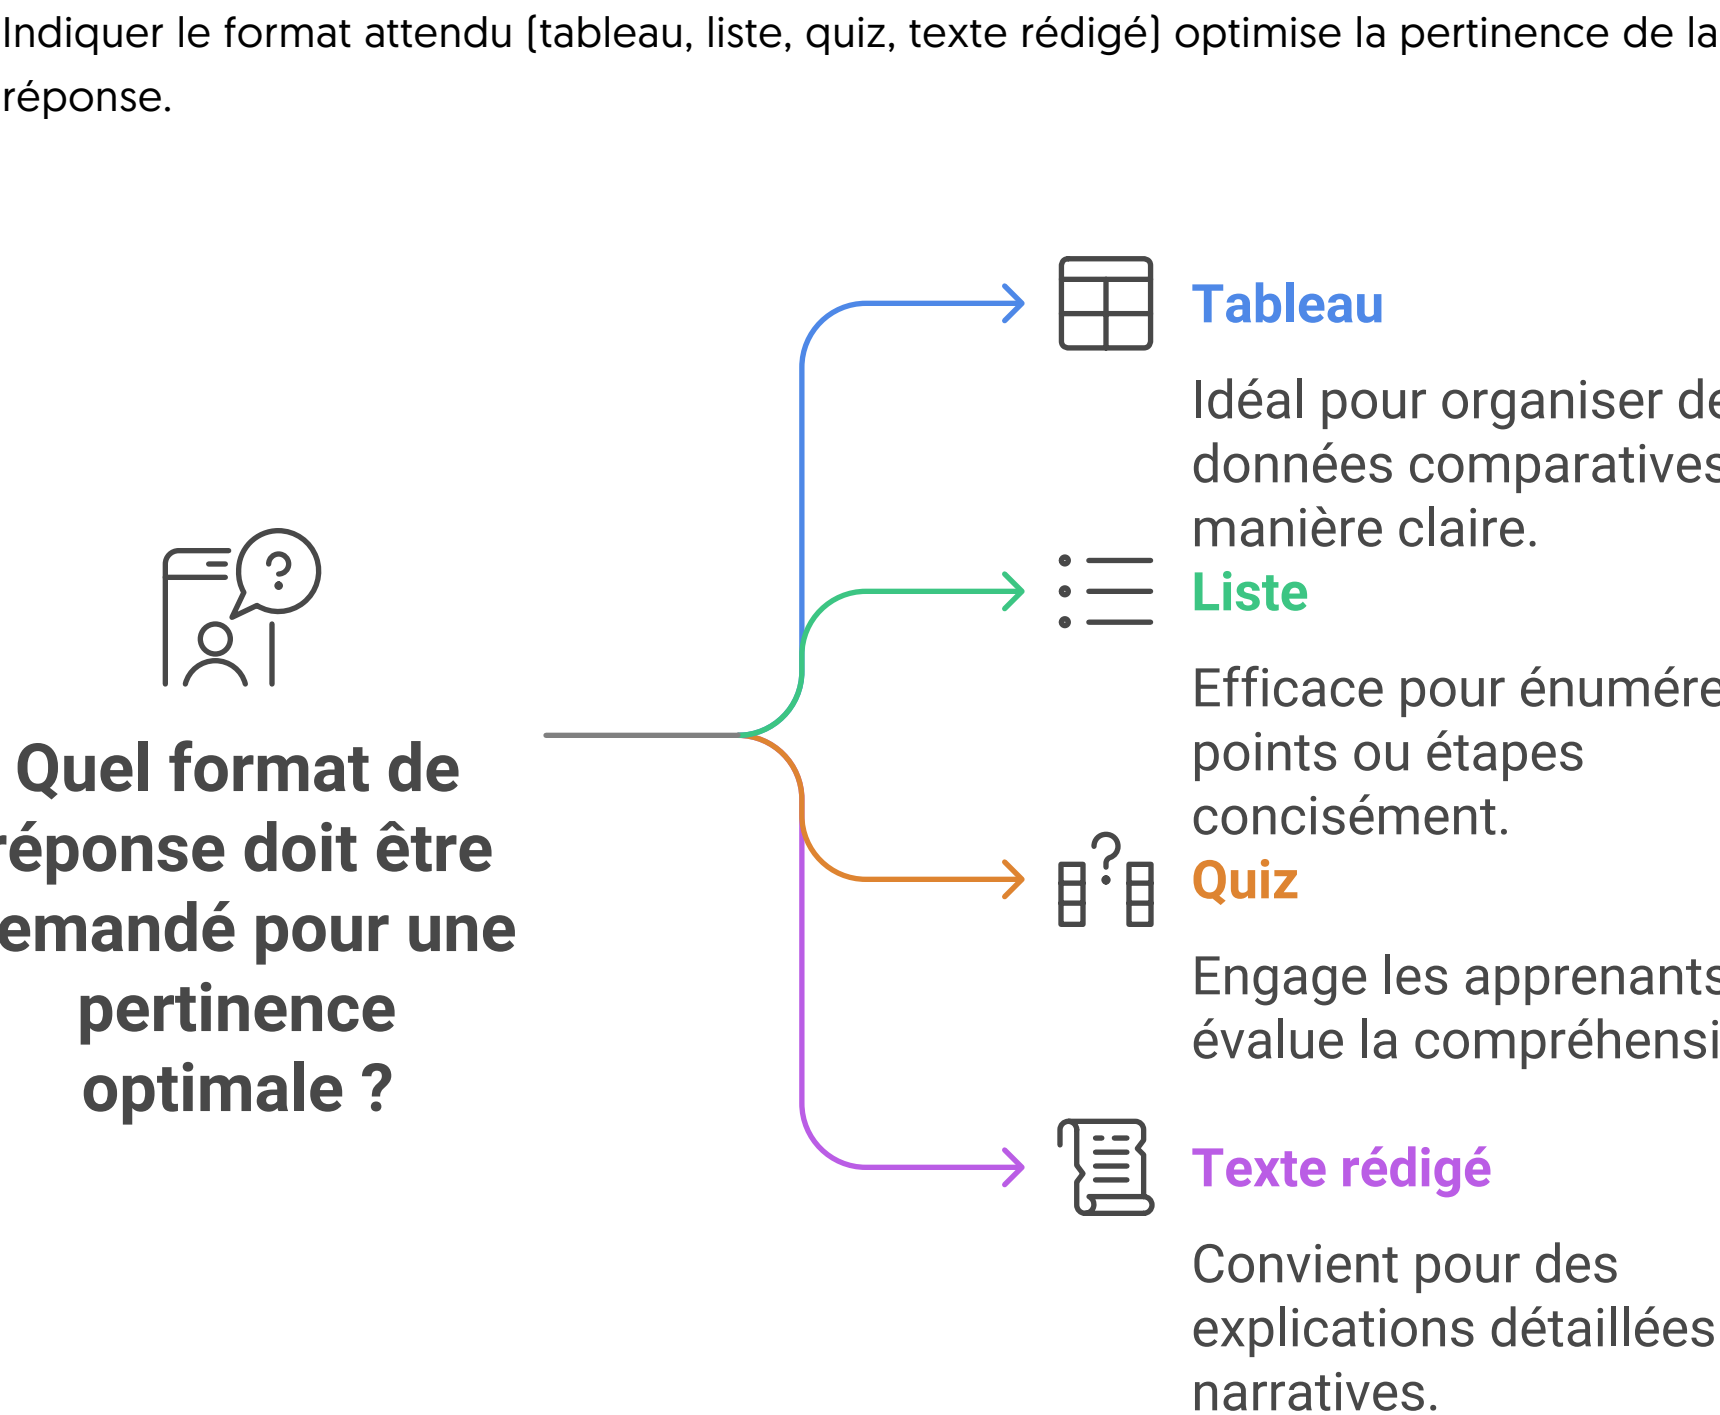 Indiquer le format attendu (tableau, liste, quiz, texte rédigé) optimise la pertinence de la
réponse.
Quel format de
réponse doit être
emandé pour une
pertinence
optimale ?
Tableau
Idéal pour organiser de
données comparatives
manière claire.
Liste
Efficace pour énumére
points ou étapes
concisément.
Quiz
Engage les apprenants
évalue la compréhensi
Texte rédigé
Convient pour des
explications détaillées
narratives.